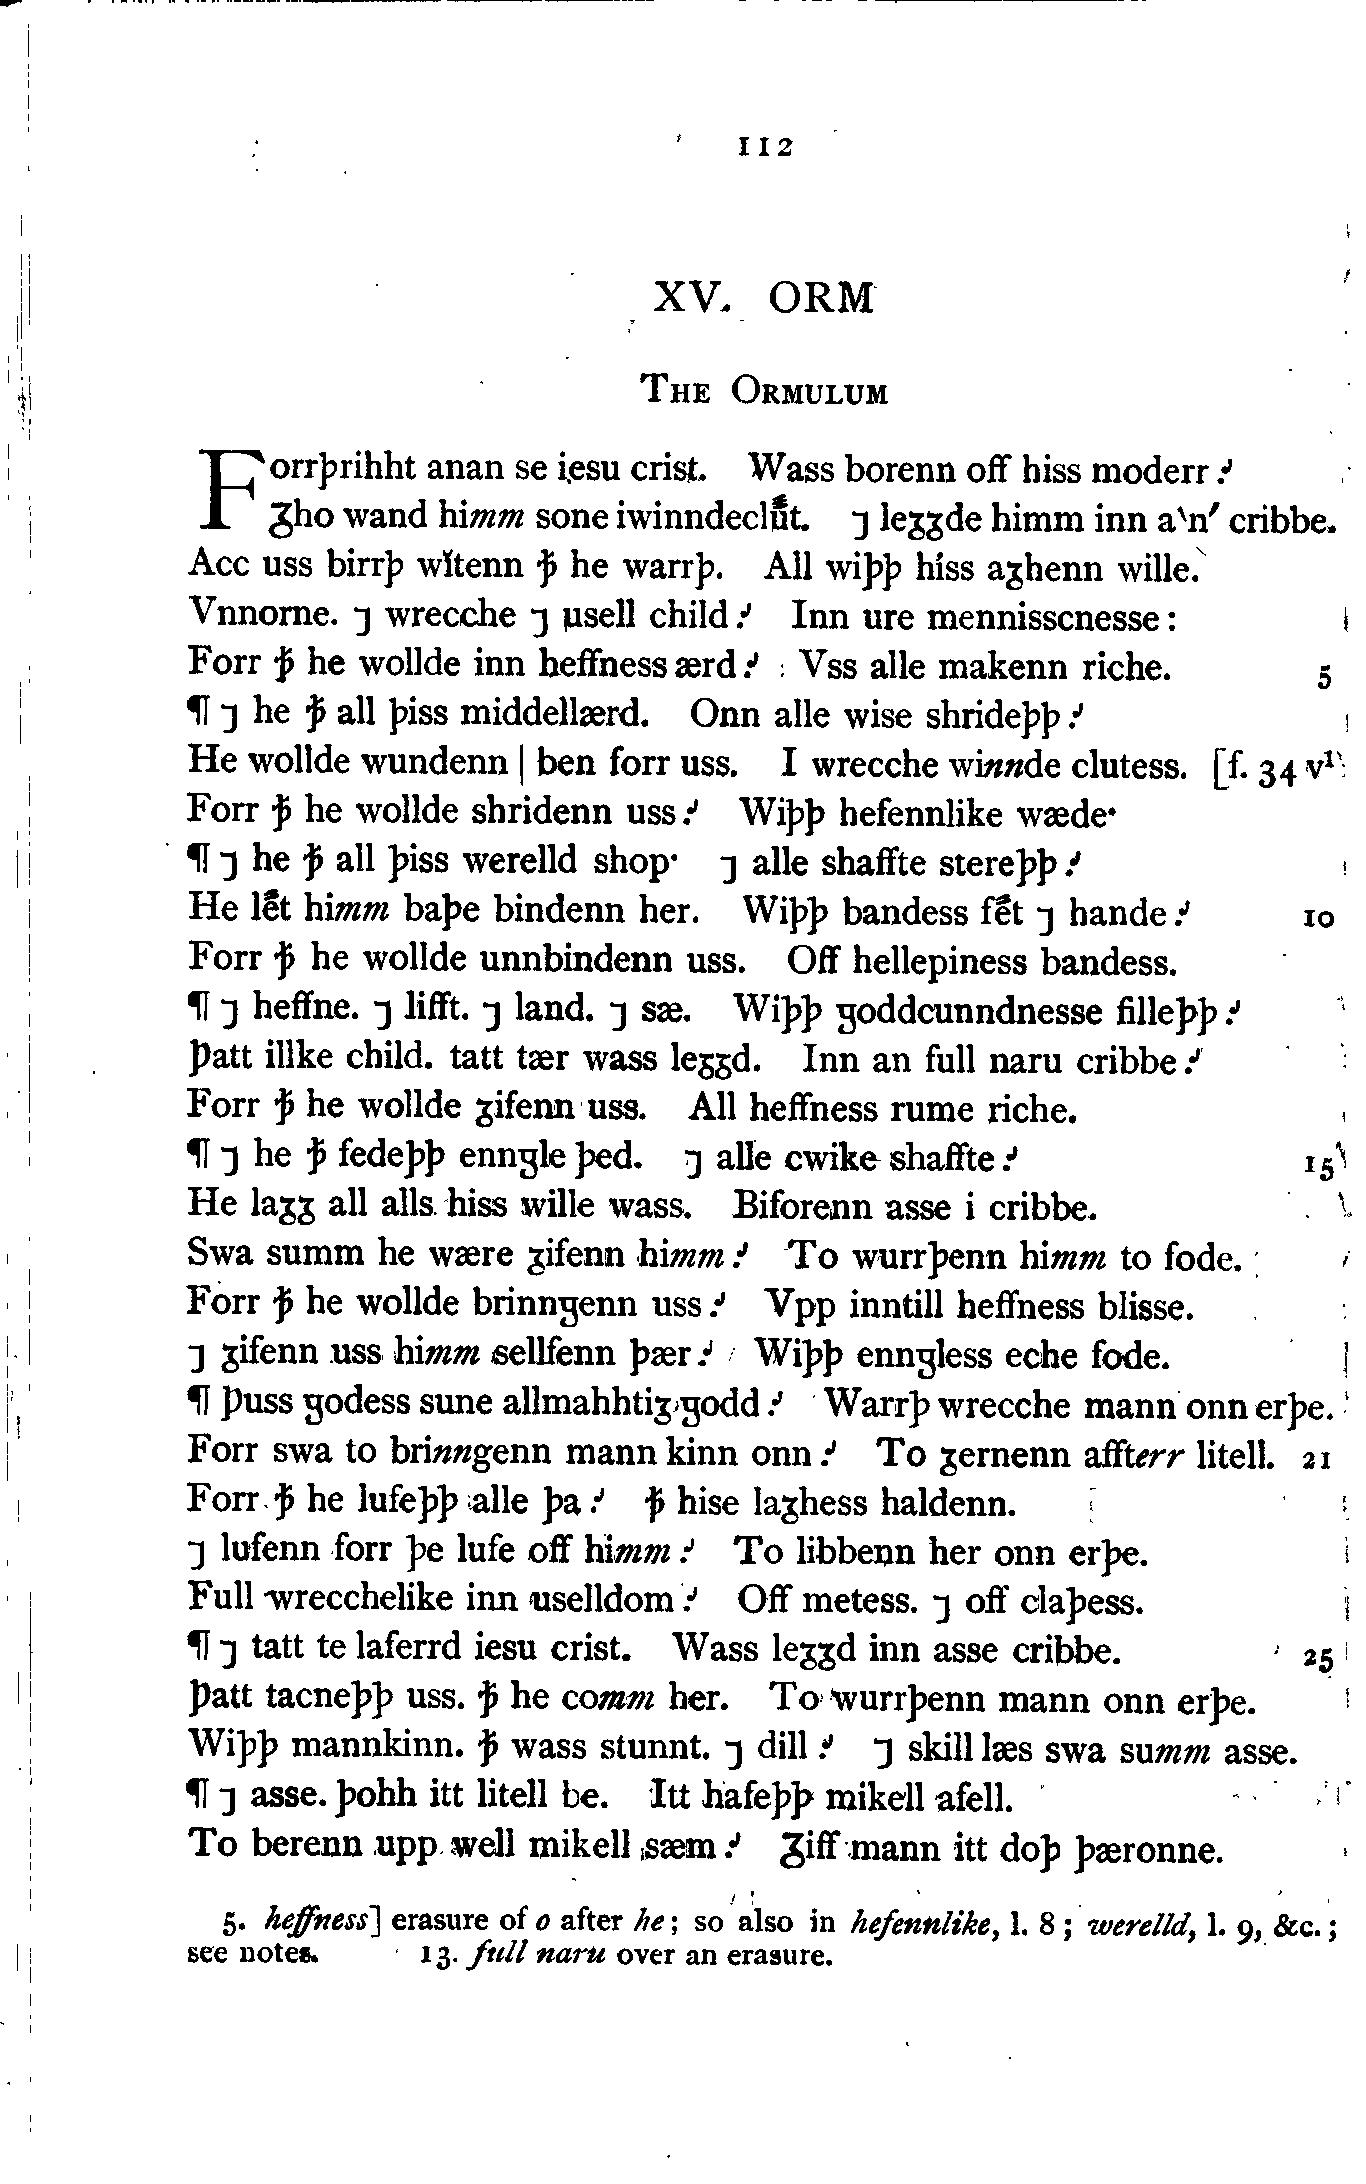 112
XV. ORM
THE ORMULUM
Forrþrihht anan se iesu crist. Wass borenn off hiss moderr ⸵
Ȝho wand himm sone iwinndeclűt. ⁊ leȝȝde himm inn a`n´ cribbe.
Acc uss birrþ wĭtenn ꝥ he warrþ. All wiþþ hiss aȝhenn wille.
Vnnorne. ⁊ wrecche ⁊ usell child ⸵ Inn ure mennisscnesse :
Forr ꝥ he wollde inn heffness ærd ⸵ Vss alle makenn riche. 5
¶ ⁊ he ꝥ all þiss middellærd. Onn alle wise shrideþþ ⸵
He wollde wundenn | ben forr uss. I wrecche winnde clutess. [f. 34 v¹
Forr ꝥ he wollde shridenn uss ⸵ Wiþþ hefennlike wæde·
¶ ⁊ he ꝥ all þiss werelld shop· ⁊ alle shaffte stereþþ ⸵
He le̋t himm baþe bindenn her. Wiþþ bandess fe̋t ⁊ hande ⸵ 10
Forr ꝥ he wollde unnbindenn uss. Off hellepiness bandess.
¶ ⁊ heffne. ⁊ lifft. ⁊ land. ⁊ sæ. Wiþþ goddcunndnesse filleþþ ⸵
Þatt illke child. tatt tær wass leȝȝd. Inn an full naru cribbe ⸵
Forr ꝥ he wollde ȝifenn uss. All heffness rume riche.
¶ ⁊ he ꝥ fedeþþ enngle þed. ⁊ alle cwike shaffte ⸵ 15
He laȝȝ all alls hiss wille wass. Biforenn asse i cribbe.
Swa summ he wære ȝifenn himm ⸵ To wurrþenn himm to fode.
Forr ꝥ he wollde brinngenn uss ⸵ Vpp inntill heffness blisse.
⁊ ȝifenn uss himm sellfenn þær ⸵ Wiþþ enngless eche fode.
¶ Þuss godess sune allmahhtiȝ godd ⸵ Warrþ wrecche mann onn erþe.
Forr swa to brinngenn mann kinn onn ⸵ To ȝernenn affterr litell. 21
Forr ꝥ he lufeþþ alle þa ⸵ ꝥ hise laȝhess haldenn.
⁊ lufenn forr þe lufe off himm ⸵ To libbenn her onn erþe.
Full wrecchelike inn uselldom ⸵ Off metess. ⁊ off claþess.
¶ ⁊ tatt te laferrd iesu crist. Wass leȝȝd inn asse cribbe. 25
Þatt tacneþþ uss. ꝥ he comm her. To wurrþenn mann onn erþe.
Wiþþ mannkinn. ꝥ wass stunnt. ⁊ dill ⸵ ⁊ skill læs swa summ asse.
¶ ⁊ asse. þohh itt litell be. Itt hafeþþ mikell afell.
To berenn upp well mikell sæm ⸵ Ȝiff mann itt doþ þæronne.
5. heffness] erasure of o after he; so also in hefennlike, l. 8; werelld, l. 9, &c.;
see notes. 13. full naru over an erasure.